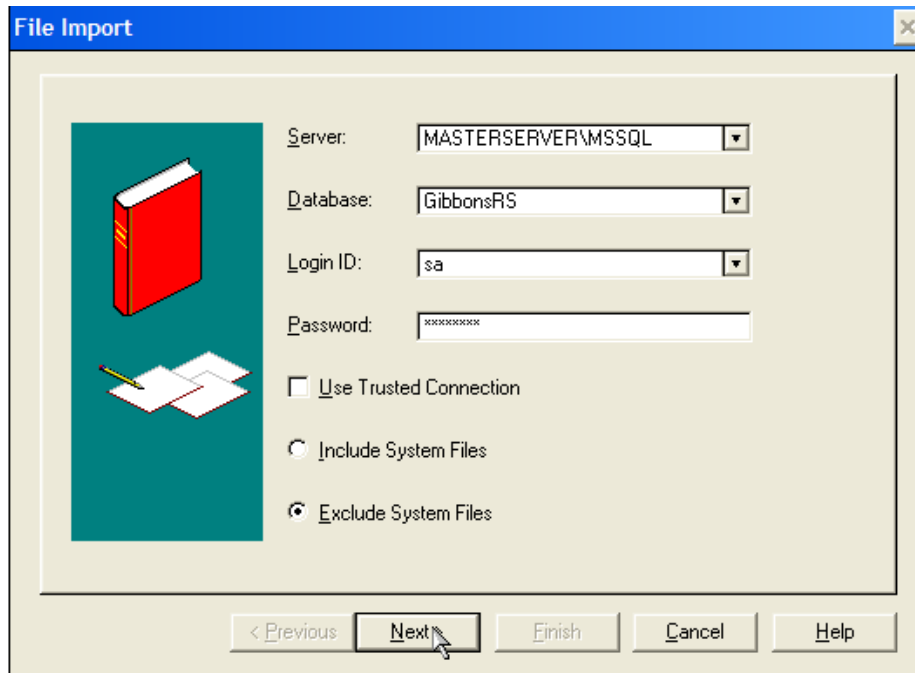 File Import
Server: MASTERSERVER\MSSQL
Database: GibbonsRS
Login ID: sa
Password: ********
Use Trusted Connection
Include System Files
Exclude System Files
< Previous Next > Finish Cancel Help